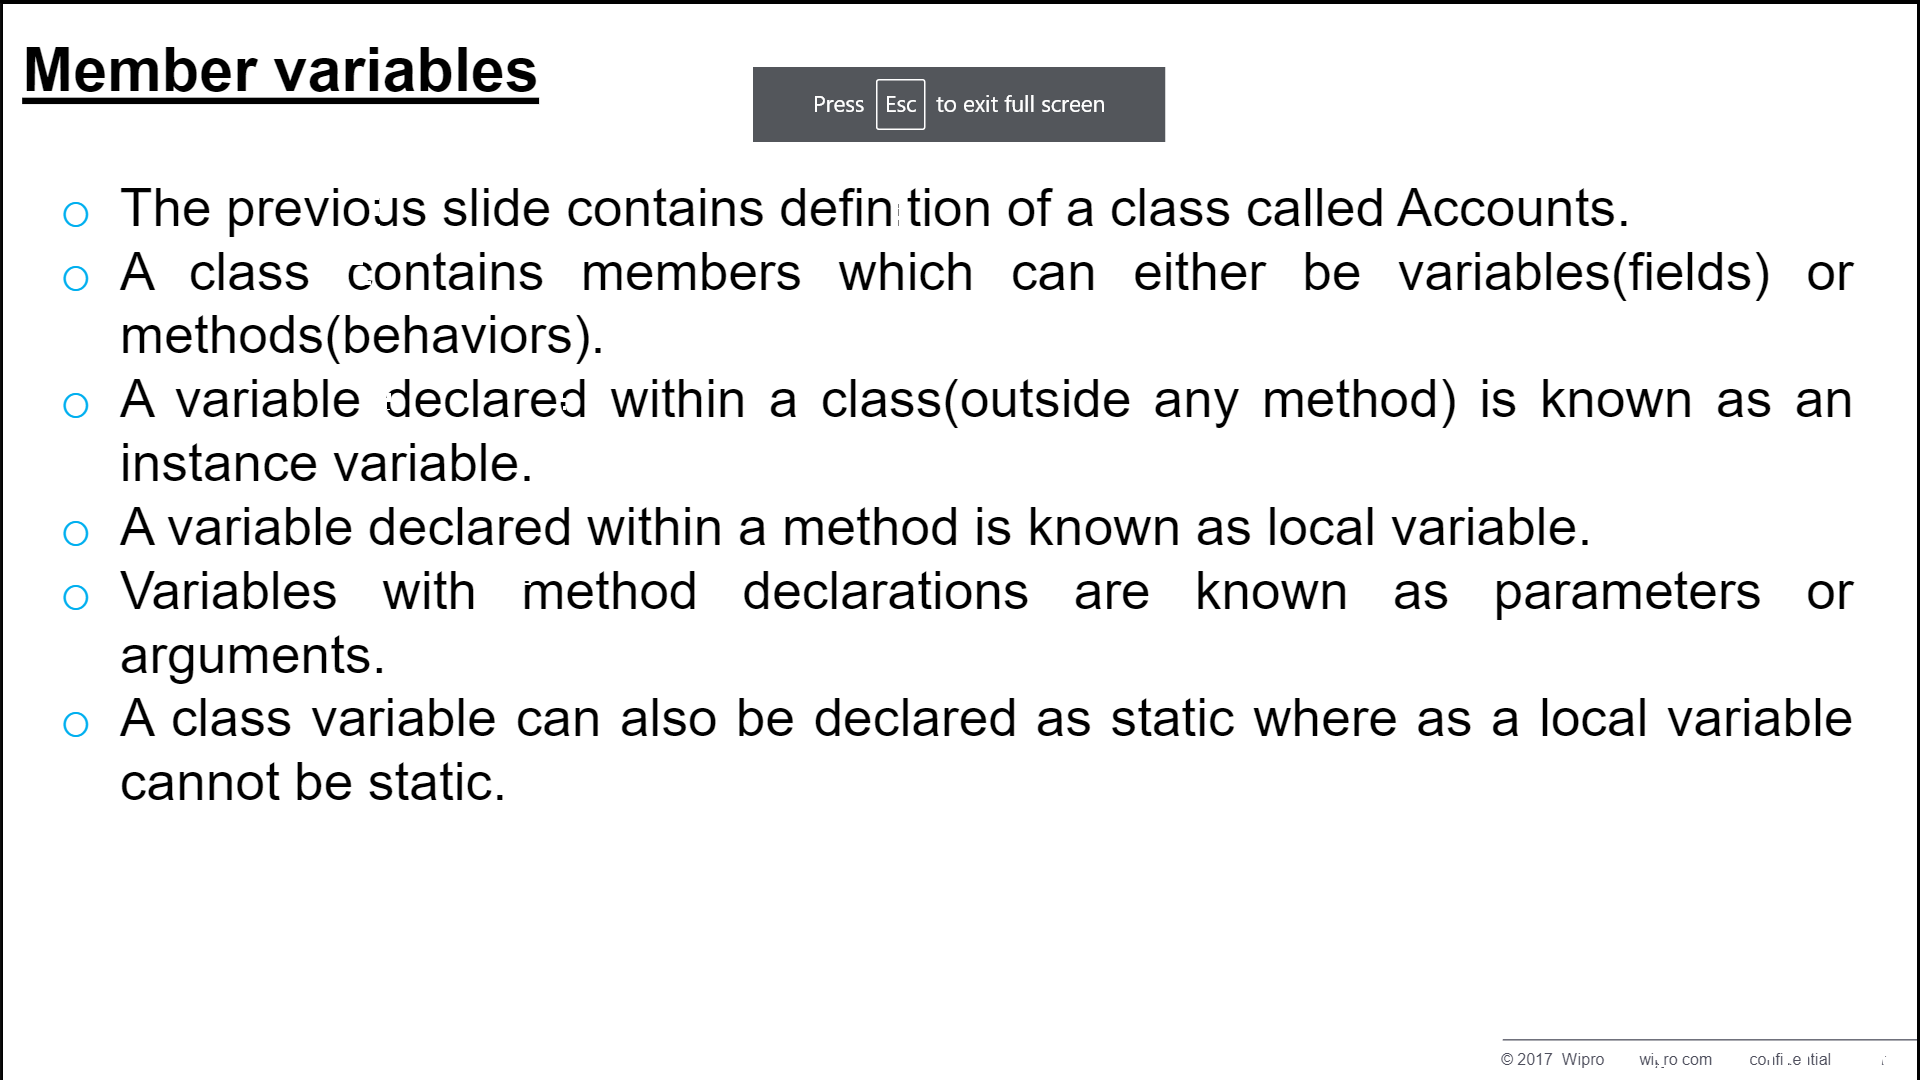 Member variables
Press Esc to exit full screen
The previous slide contains definition of a class called Accounts.
A class contains members which can either be variables(fields) or
methods(behaviors).
A variable declared within a class(outside any method) is known as an
instance variable.
A variable declared within a method is known as local variable.
Variables with method declarations are known as parameters or
arguments.
A class variable can also be declared as static where as a local variable
cannot be static.
© 2017 Wipro wipro com confidential